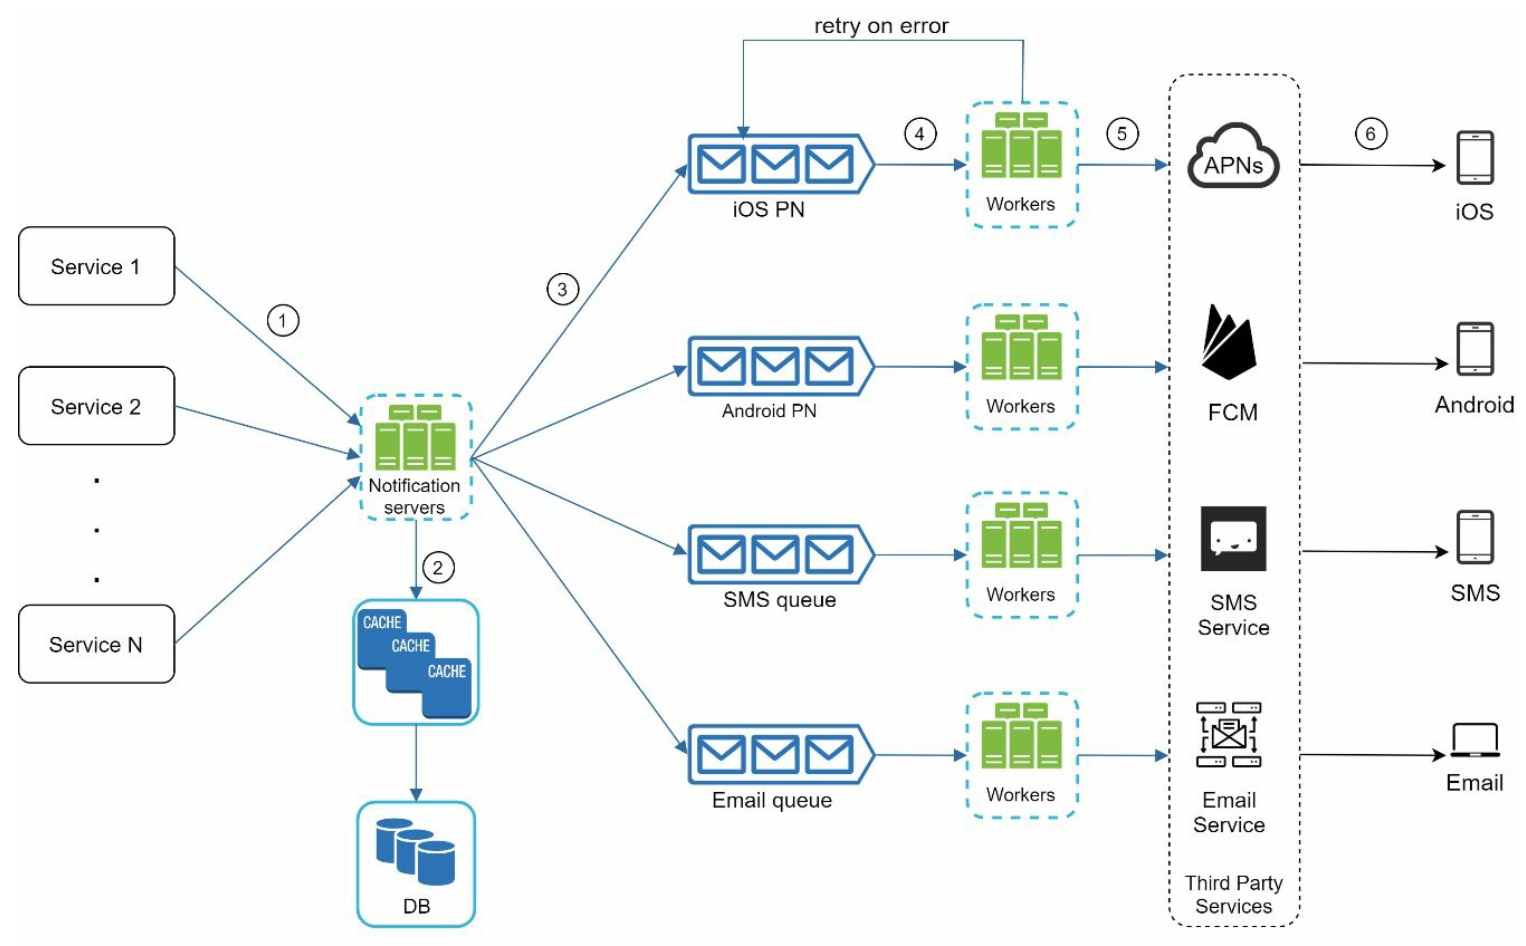 retry on error
4
5
6
APNs
iOS PN
Workers
iOS
Service 1
3
1
Service 2
Android PN
Workers
FCM
Android
Notification
servers
2
SMS queue
Workers
SMS
Service
SMS
Service N
CACHE
CACHE
CACHE
Email queue
Workers
Email
Service
Email
DB
Third Party
Services